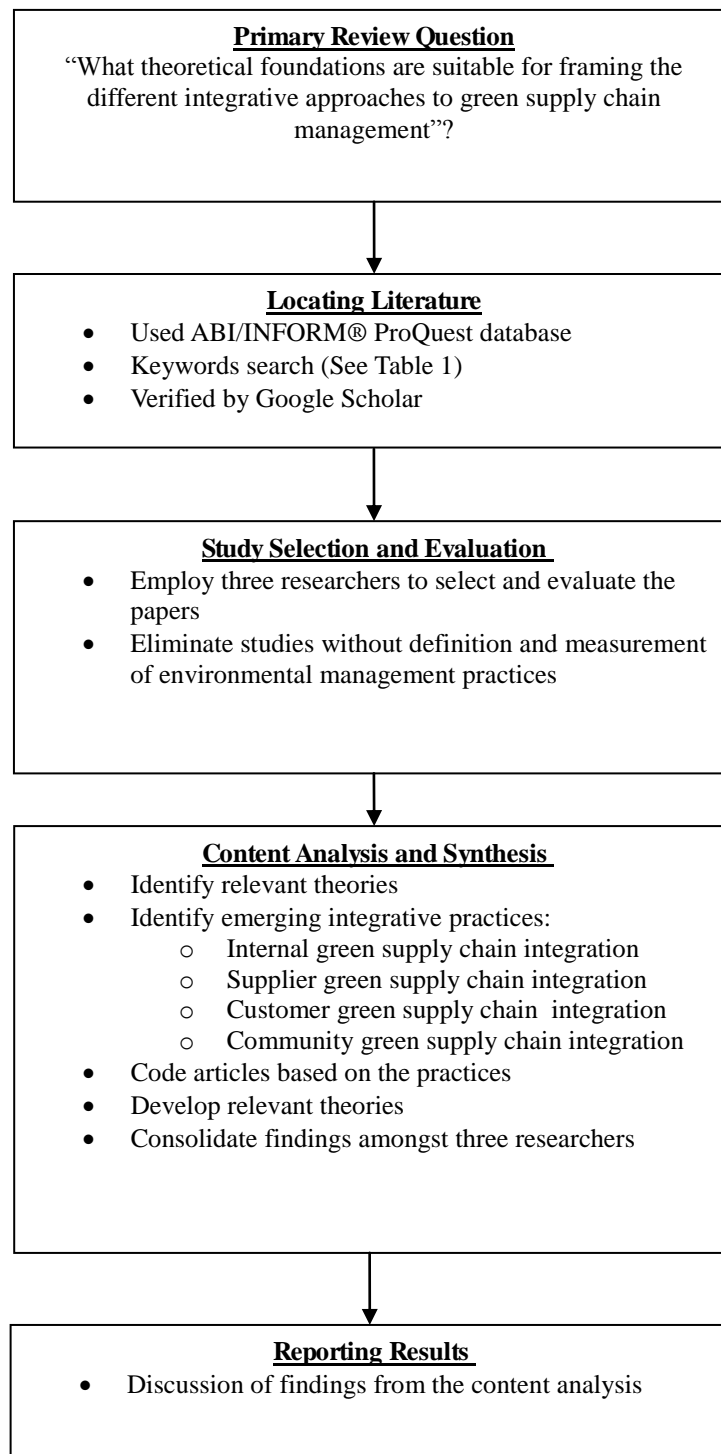 Primary Review Question
“What theoretical foundations are suitable for framing the
different integrative approaches to green supply chain
management”?
Locating Literature
• Used ABI/INFORM® ProQuest database
• Keywords search (See Table 1)
• Verified by Google Scholar
Study Selection and Evaluation
• Employ three researchers to select and evaluate the
papers
• Eliminate studies without definition and measurement
of environmental management practices
Content Analysis and Synthesis
• Identify relevant theories
• Identify emerging integrative practices:
o Internal green supply chain integration
o Supplier green supply chain integration
o Customer green supply chain integration
o Community green supply chain integration
• Code articles based on the practices
• Develop relevant theories
• Consolidate findings amongst three researchers
Reporting Results
• Discussion of findings from the content analysis